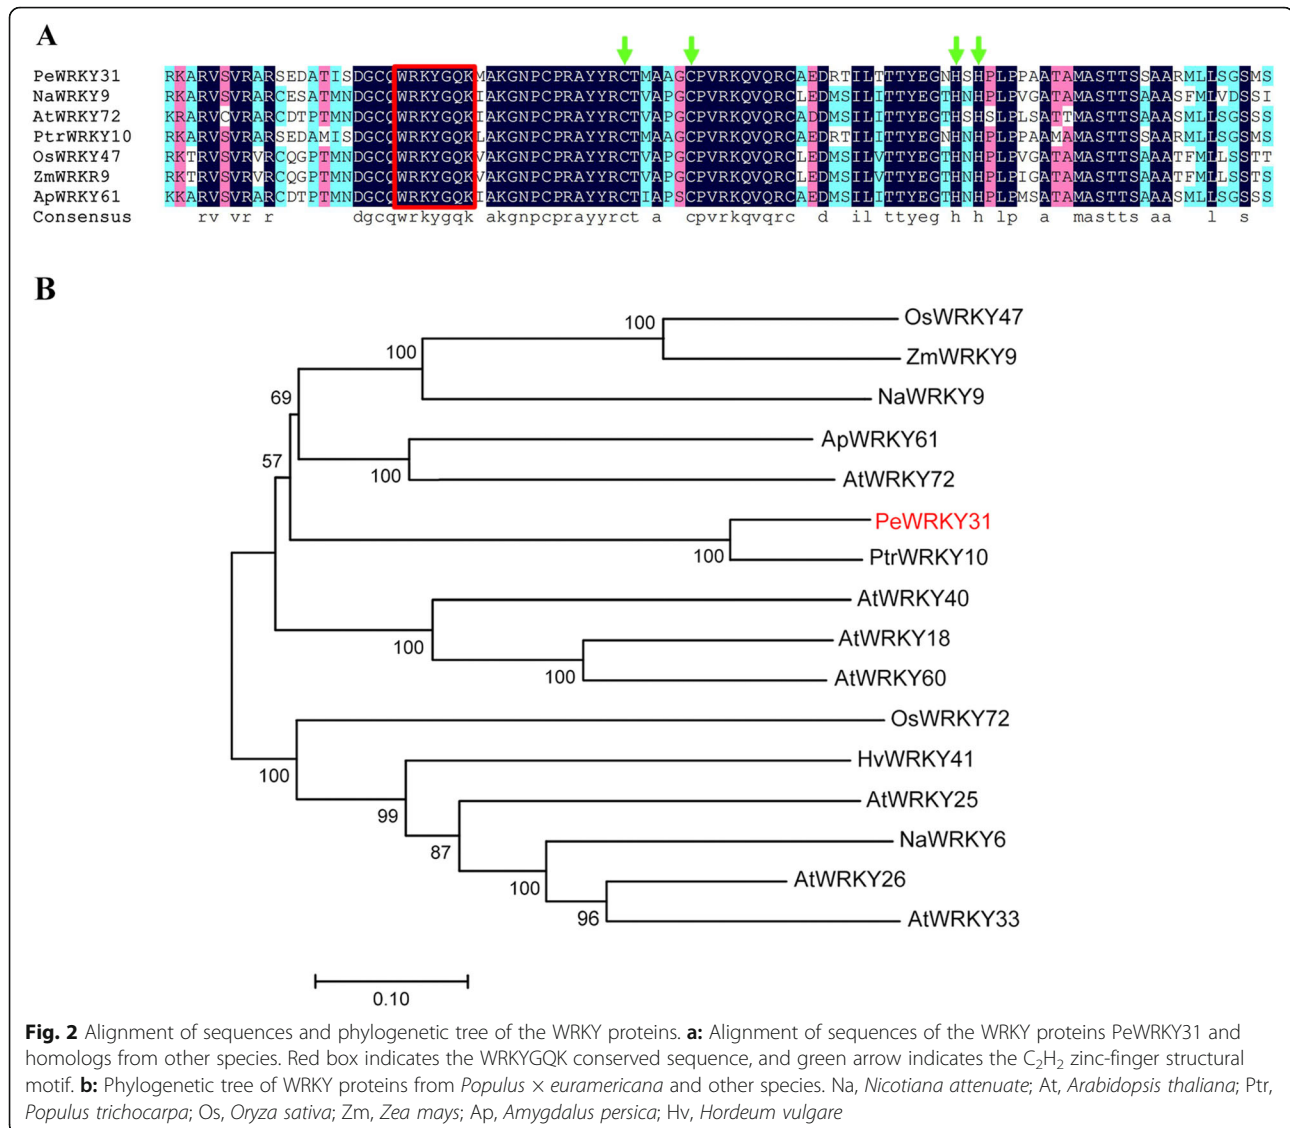 A
PeWRKY31 RKARVSVRARSEDATISDGCQWRKYGQKMAKGNPCPRAYYRCTMAAGCPVRKQVQRCAEDRTILTTTYEGNHSHPLPPAATAMASTTSSAARMLLSGSMS
NaWRKY9 RKARVSVRARCESATMNDGCQWRKYGQKIAKGNPCPRAYYRCTVAPGCPVRKQVQRCLEDMSILITTYEGTHNHPLPVGATAMASTTSAAASFMLVDSSI
AtWRKY72 KRARVCVRARCDTPTMNDGCQWRKYGQKIAKGNPCPRAYYRCTVAPGCPVRKQVQRCADDMSILITTYEGTHSHSLPLSATTMASTTSAAASMLLSGSSS
PtrWRKY10 RKARVSVRARSEDAMISDGCQWRKYGQKLAKGNPCPRAYYRCTMAAGCPVRKQVQRCAEDRTILITTYEGNHNHPLPPAAMAMASTTSSAARMLLSGSMS
OsWRKY47 RKTRVSVRVRCQGPTMNDGCQWRKYGQKVAKGNPCPRAYYRCTVAPGCPVRKQVQRCLEDMSILVTTYEGTHNHPLPVGATAMASTTSAAATFMLLSSTT
ZmWRKR9 RKTRVSVRVRCQGPTMNDGCQWRKYGQKVAKGNPCPRAYYRCTVAPGCPVRKQVQRCLEDMSILVTTYEGTHNHPLPIGATAMASTTSAAATFMLLSSTS
ApWRKY61 RKARVSVRARCDTPTMNDGCQWRKYGQKIAKGNPCPRAYYRCTIAPSCPVRKQVQRCAEDMSILITTYEGTHNHPLPMSATAMASTTSAAASMLLSGSSS
Consensus rv vr r dgcqwrkygqk akgnpcprayyrct a cpvrkqvqrc d il ttyeg h h lp a mastts aa l s
B
OsWRKY47
100
ZmWRKY9
100
NaWRKY9
69
ApWRKY61
57
100
AtWRKY72
PeWRKY31
100
PtrWRKY10
AtWRKY40
100
AtWRKY18
100
AtWRKY60
OsWRKY72
100
HvWRKY41
99
AtWRKY25
87
NaWRKY6
100
AtWRKY26
96
AtWRKY33
0.10
Fig. 2 Alignment of sequences and phylogenetic tree of the WRKY proteins. a: Alignment of sequences of the WRKY proteins PeWRKY31 and
homologs from other species. Red box indicates the WRKYGQK conserved sequence, and green arrow indicates the C₂H₂ zinc-finger structural
motif. b: Phylogenetic tree of WRKY proteins from Populus × euramericana and other species. Na, Nicotiana attenuate; At, Arabidopsis thaliana; Ptr,
Populus trichocarpa; Os, Oryza sativa; Zm, Zea mays; Ap, Amygdalus persica; Hv, Hordeum vulgare